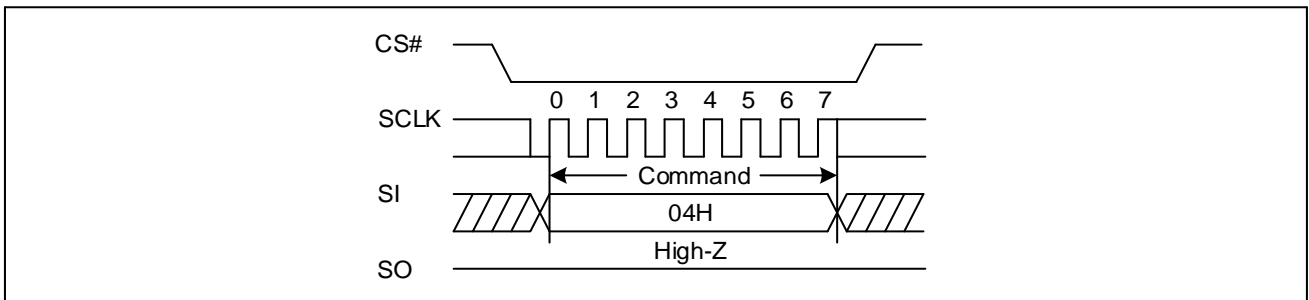 CS#
0 1 2 3 4 5 6 7
SCLK
Command
SI
04H
High-Z
SO